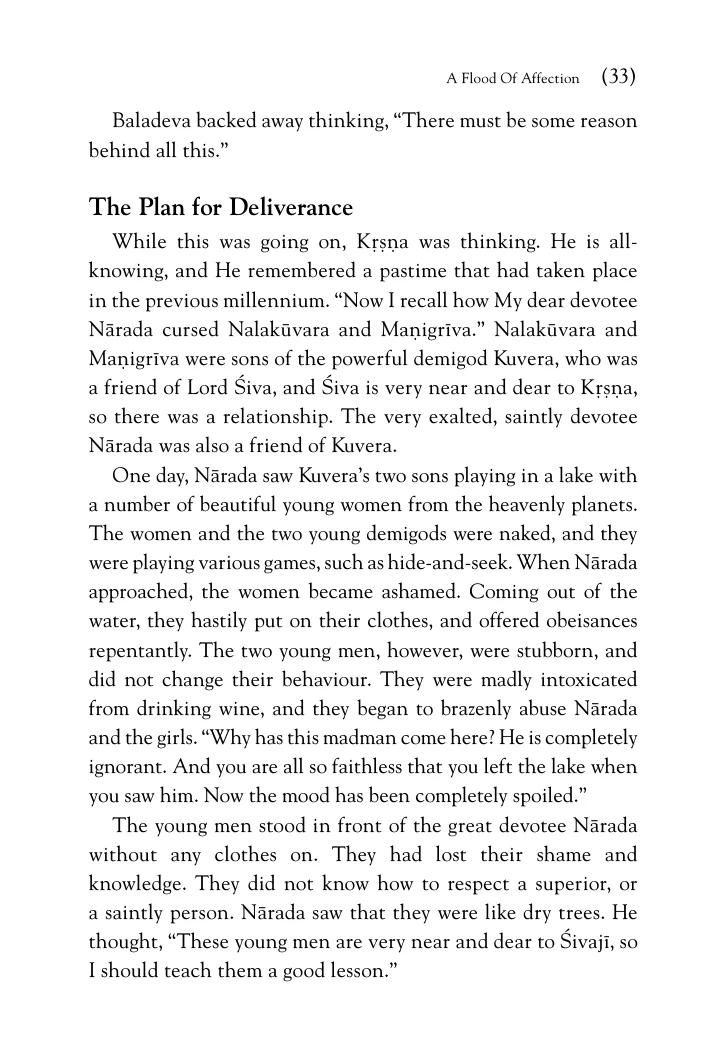 A Flood Of Affection (33)
Baladeva backed away thinking, “There must be some reason
behind all this.”
The Plan for Deliverance
While this was going on, Kṛṣṇa was thinking. He is all-
knowing, and He remembered a pastime that had taken place
in the previous millennium. “Now I recall how My dear devotee
Nārada cursed Nalakūvara and Maṇigrīva.” Nalakūvara and
Maṇigrīva were sons of the powerful demigod Kuvera, who was
a friend of Lord Śiva, and Śiva is very near and dear to Kṛṣṇa,
so there was a relationship. The very exalted, saintly devotee
Nārada was also a friend of Kuvera.
One day, Nārada saw Kuvera’s two sons playing in a lake with
a number of beautiful young women from the heavenly planets.
The women and the two young demigods were naked, and they
were playing various games, such as hide-and-seek. When Nārada
approached, the women became ashamed. Coming out of the
water, they hastily put on their clothes, and offered obeisances
repentantly. The two young men, however, were stubborn, and
did not change their behaviour. They were madly intoxicated
from drinking wine, and they began to brazenly abuse Nārada
and the girls. “Why has this madman come here? He is completely
ignorant. And you are all so faithless that you left the lake when
you saw him. Now the mood has been completely spoiled.”
The young men stood in front of the great devotee Nārada
without any clothes on. They had lost their shame and
knowledge. They did not know how to respect a superior, or
a saintly person. Nārada saw that they were like dry trees. He
thought, “These young men are very near and dear to Śivajī, so
I should teach them a good lesson.”